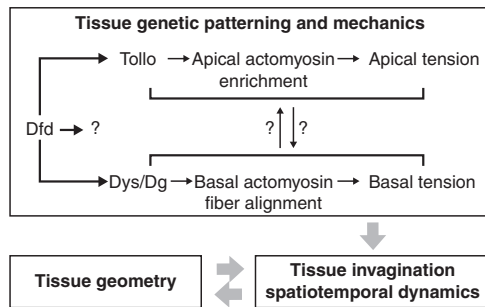 Tissue genetic patterning and mechanics
Tollo Apical actomyosin Apical tension
enrichment
? ?
Dfd ?
Dys/Dg Basal actomyosin Basal tension
fiber alignment
Tissue geometry
Tissue invagination
spatiotemporal dynamics